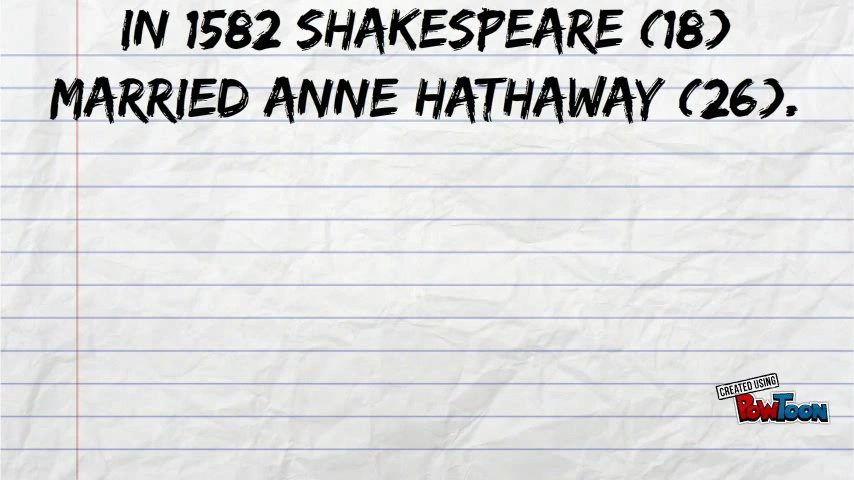 IN 1582 SHAKESPEARE (18)
MARRIED ANNE HATHAWAY (26).
CREATED USING
POWTOON